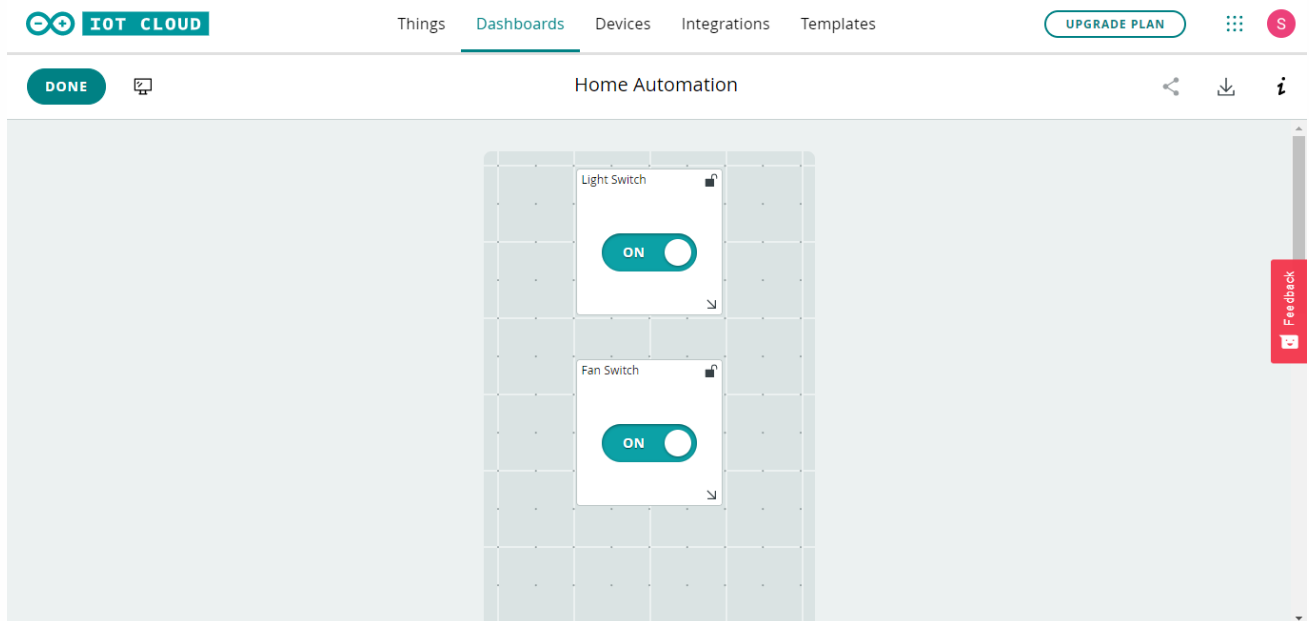 IOT CLOUD
Things Dashboards Devices Integrations Templates
UPGRADE PLAN
S
DONE
Home Automation
i
Light Switch
ON
Feedback
Fan Switch
ON